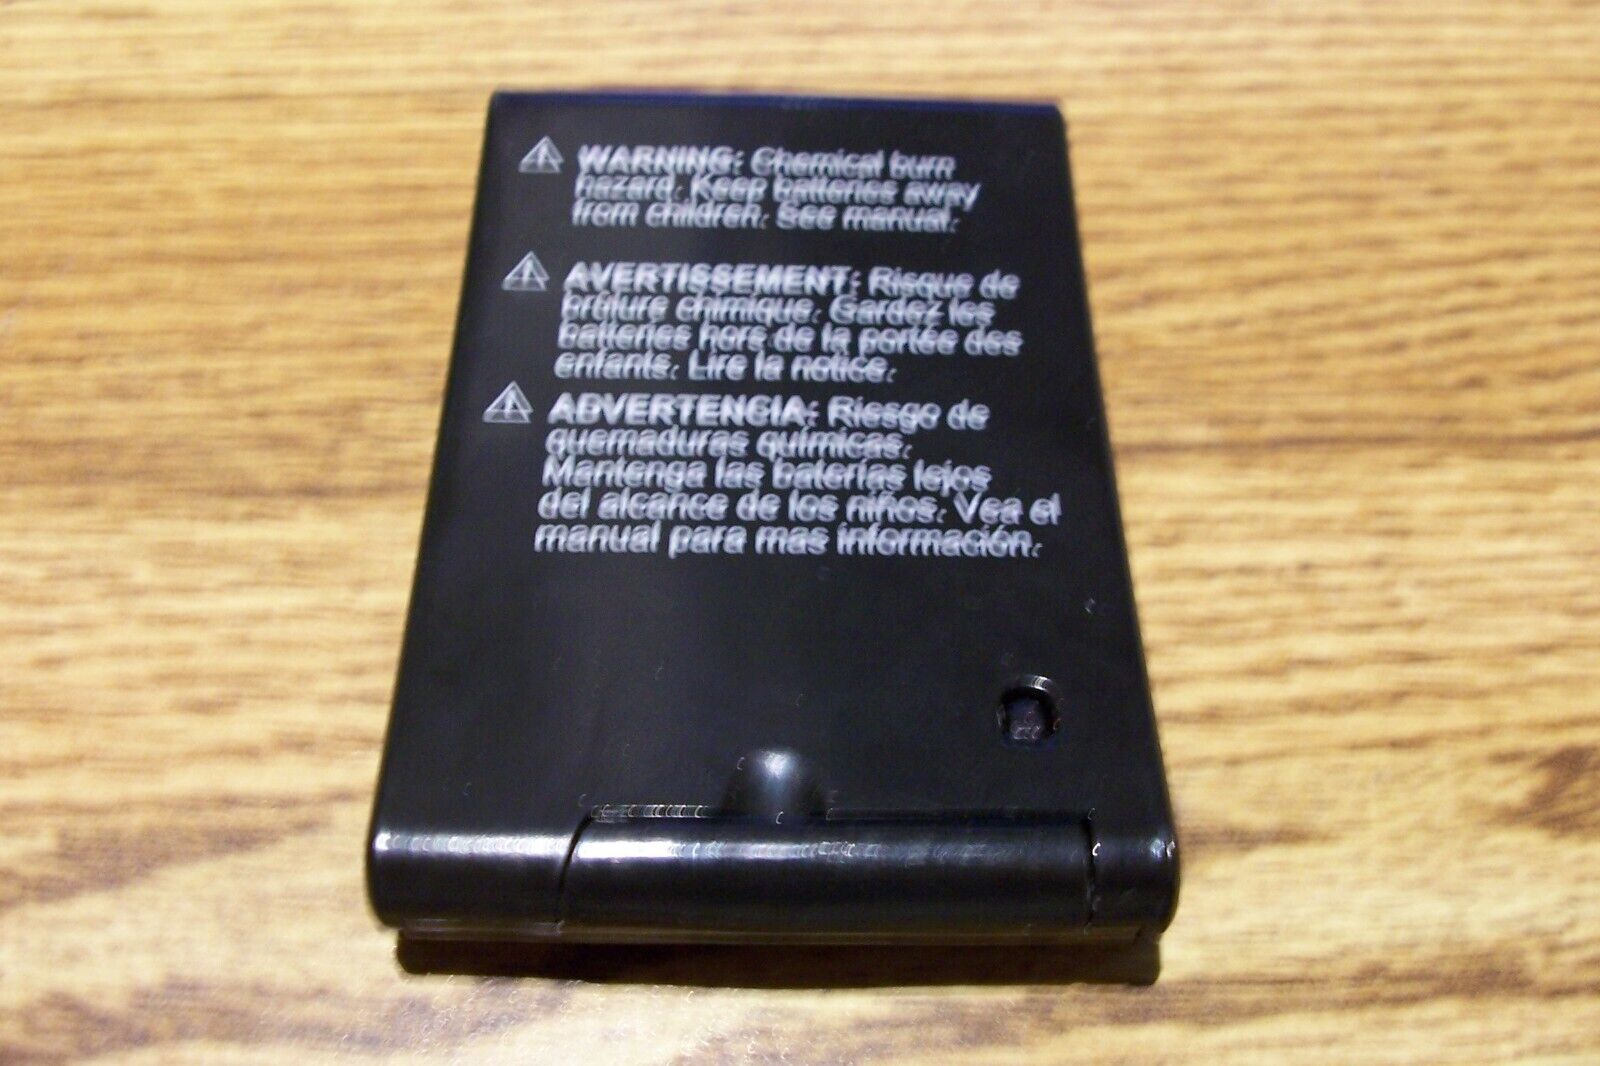 WARNING: Chemical burn
hazard. Keep batteries away
from children. See manual.
AVERTISSEMENT: Risque de
brûlure chimique. Gardez les
batteries hors de la portée des
enfants. Lire la notice.
ADVERTENCIA: Riesgo de
quemaduras químicas.
Mantenga las baterías lejos
del alcance de los niños. Vea el
manual para mas información.